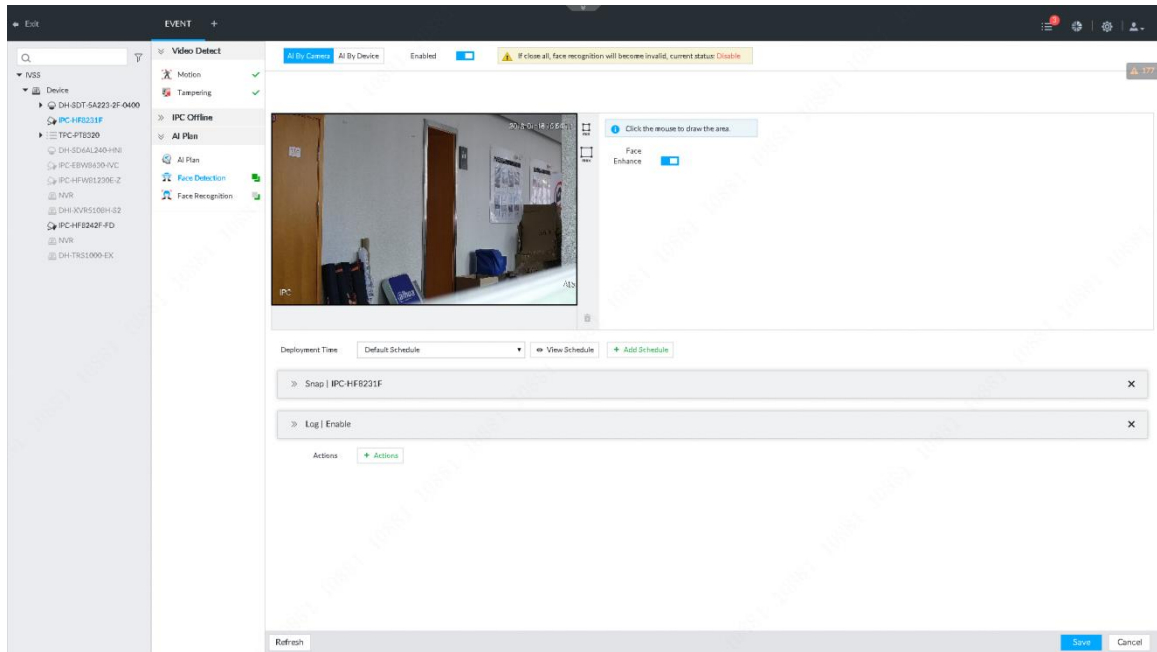 Exit
EVENT +
3
Video Detect
Motion
Tampering
IPC Offline
AI Plan
AI Plan
Face Detection
Face Recognition
IVSS
Device
DH-SDT-5A223-2F-0400
IPC-HF8231F
TPC-PT8320
DH-SD6AL240-HNI
IPC-EBW8630-IVC
IPC-HFW81230E-Z
NVR
DHI-XVR5108H-S2
IPC-HF8242F-FD
NVR
DH-TRS1000-EX
AI By Camera AI By Device Enabled
If close all, face recognition will become invalid, current status: Disable
177
IPC
Click the mouse to draw the area.
Face
Enhance
Deployment Time Default Schedule View Schedule + Add Schedule
Snap | IPC-HF8231F
Log | Enable
Actions + Actions
Refresh Save Cancel